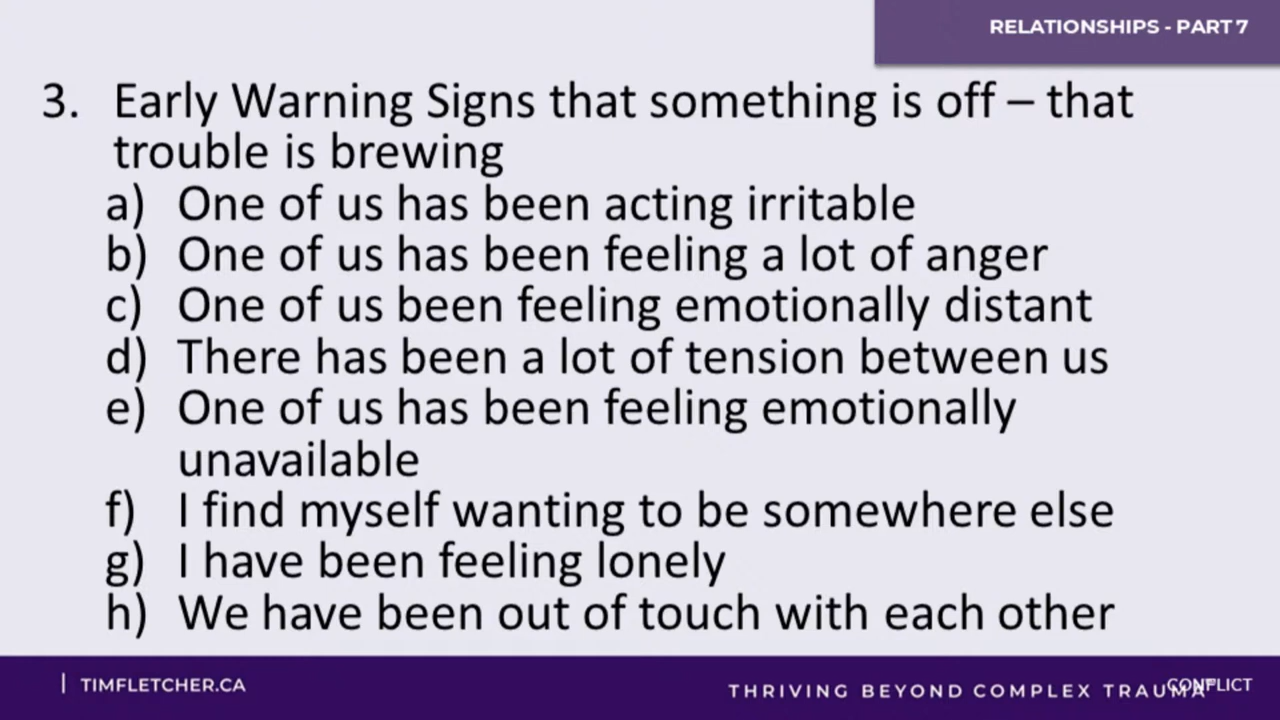 RELATIONSHIPS - PART 7
3. Early Warning Signs that something is off – that
trouble is brewing
a) One of us has been acting irritable
b) One of us has been feeling a lot of anger
c) One of us been feeling emotionally distant
d) There has been a lot of tension between us
e) One of us has been feeling emotionally
unavailable
f) I find myself wanting to be somewhere else
g) I have been feeling lonely
h) We have been out of touch with each other
| TIMFLETCHER.CA
THRIVING BEYOND COMPLEX TRAUMA
CONFLICT